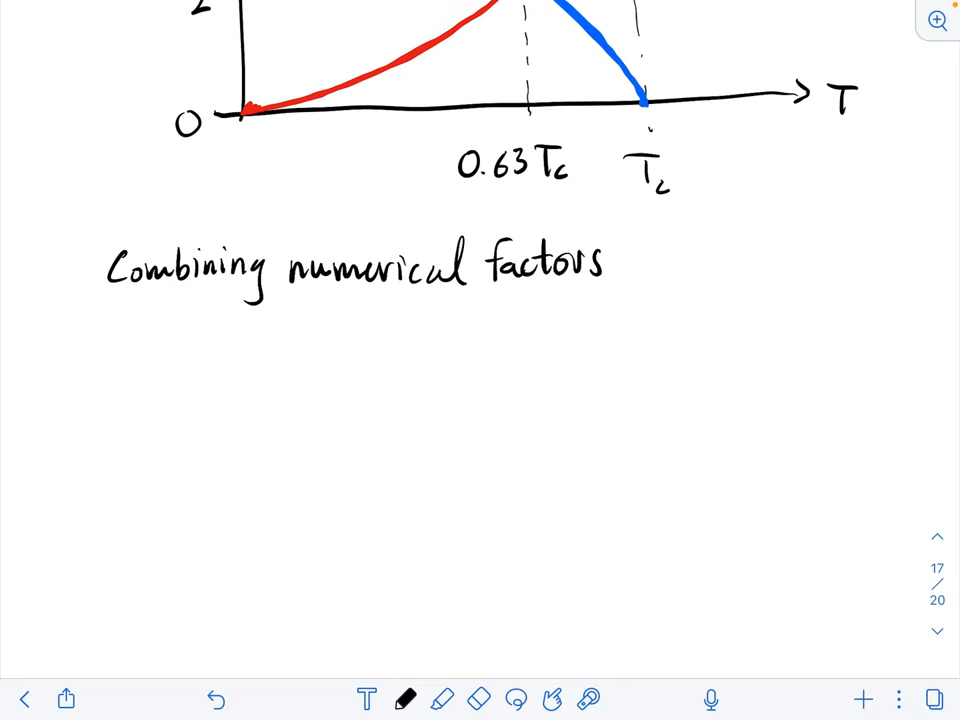 2
0
T
0.63 Tc
Tc
Combining numerical factors
17
/
20
T